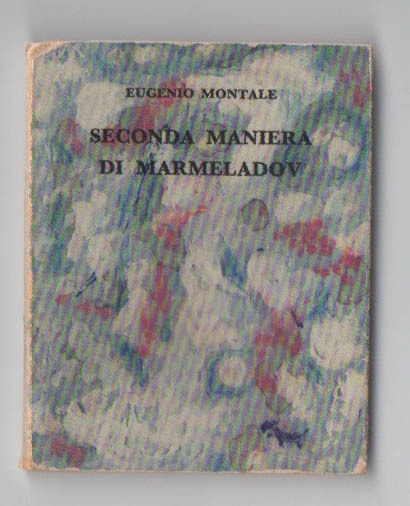 EUGENIO MONTALE
SECONDA MANIERA
DI MARMELADOV